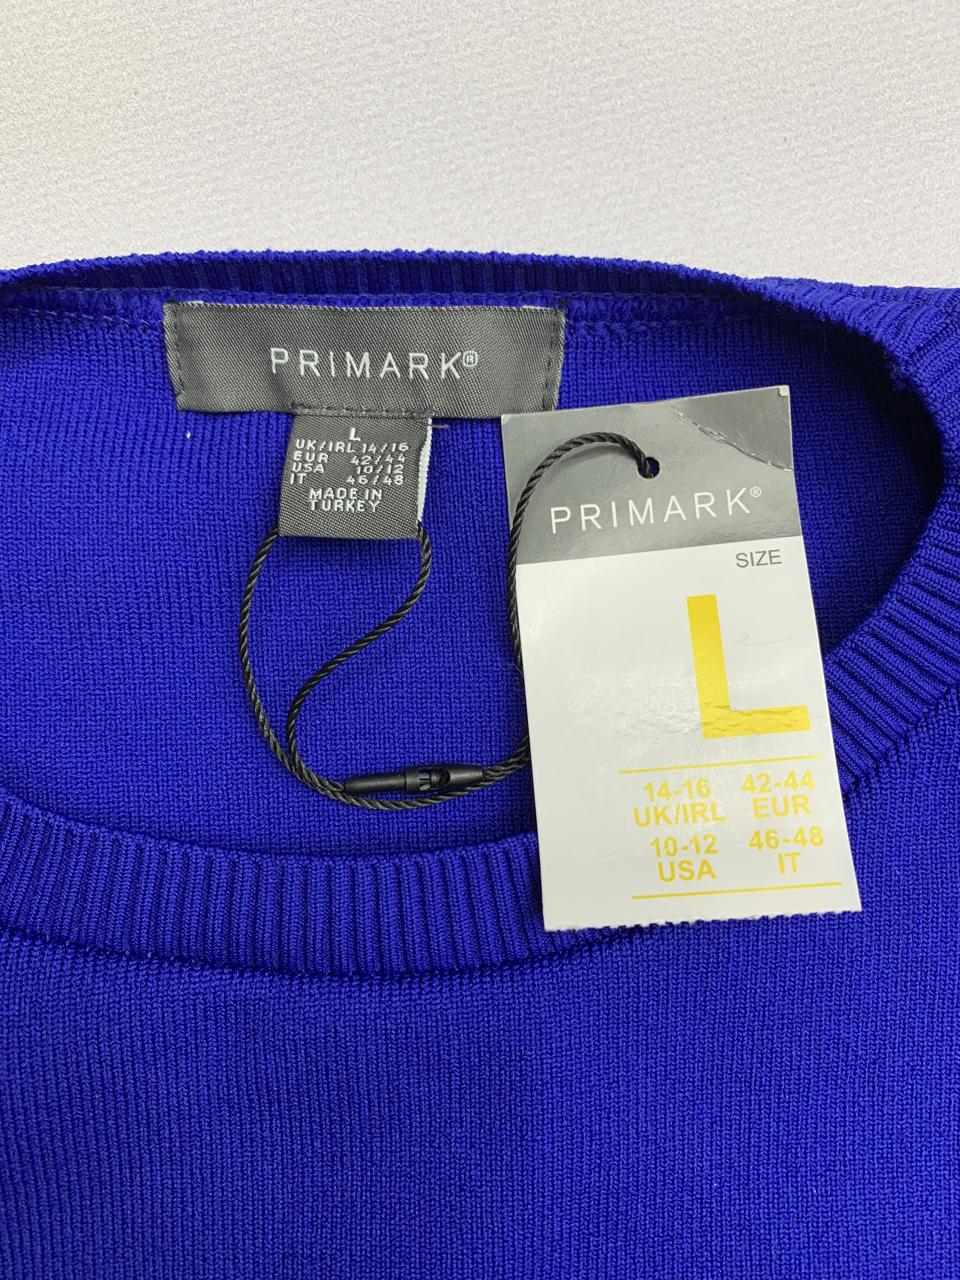 PRIMARK®
L
UK/IRL 14/16
EUR 42/44
USA 10/12
IT 46/48
MADE IN
TURKEY
PRIMARK®
SIZE
L
14-16 42-44
UK/IRL EUR
10-12 46-48
USA IT